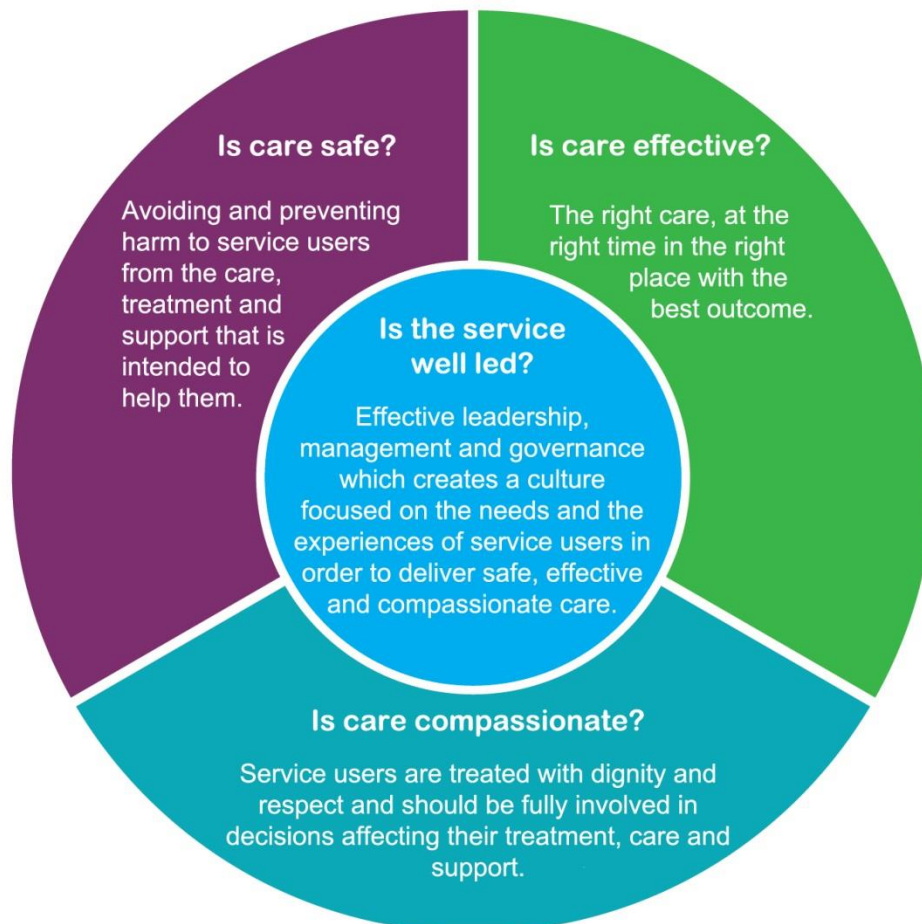 Is care safe?
Avoiding and preventing
harm to service users
from the care,
treatment and
support that is
intended to
help them.
Is care effective?
The right care, at the
right time in the right
place with the
best outcome.
Is the service
well led?
Effective leadership,
management and governance
which creates a culture
focused on the needs and the
experiences of service users in
order to deliver safe, effective
and compassionate care.
Is care compassionate?
Service users are treated with dignity and
respect and should be fully involved in
decisions affecting their treatment, care and
support.